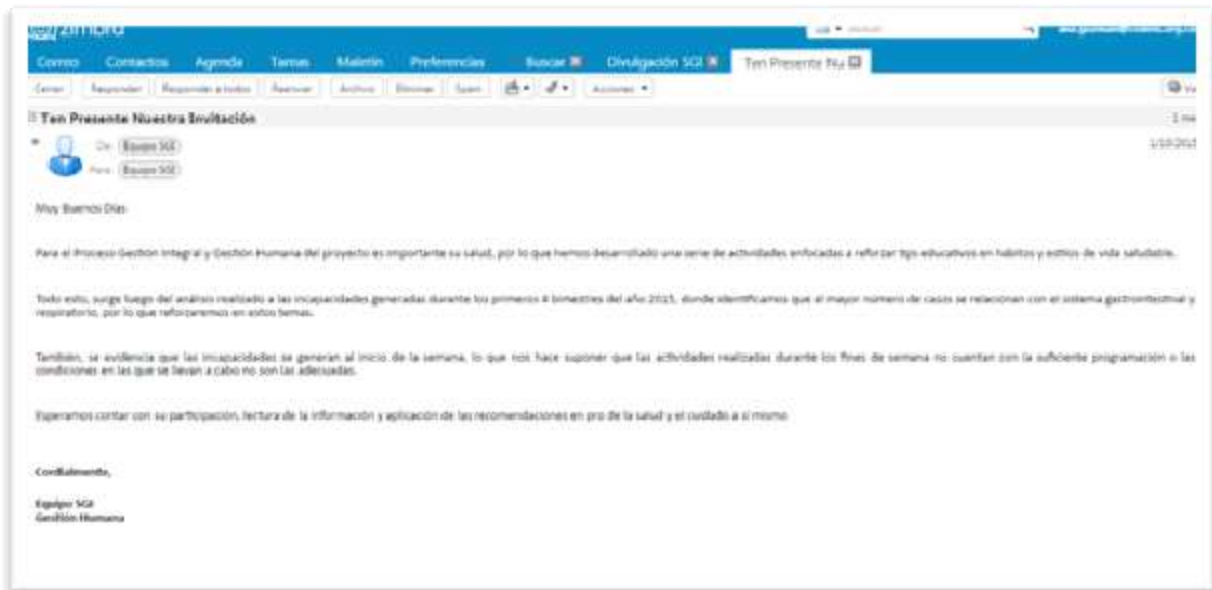 zimbra
Correo Contactos Agenda Tareas Maletín Preferencias Buscar Divulgación SGI Ten Presente Nu
Cerrar Responder Responder a todos Reenviar Archivo Eliminar Spam Acciones
Ten Presente Nuestra Invitación
De: Equipo SGI
Para: Equipo SGI
Muy Buenos Días
Para el Proceso Gestión Integral y Gestión Humana del proyecto es importante su salud, por lo que hemos desarrollado una serie de actividades enfocadas a reforzar tips educativos en hábitos y estilos de vida saludable.
Todo esto, surge luego del análisis realizado a las incapacidades generadas durante los primeros 4 bimestres del año 2015, donde identificamos que el mayor número de casos se relacionan con el sistema gastrointestinal y
respiratorio, por lo que reforzaremos en estos temas.
También, se evidencia que las incapacidades se generan al inicio de la semana, lo que nos hace suponer que las actividades realizadas durante los fines de semana no cuentan con la suficiente programación o las
condiciones en las que se llevan a cabo no son las adecuadas.
Esperamos contar con su participación, lectura de la información y aplicación de las recomendaciones en pro de la salud y el cuidado a sí mismo
Cordialmente,
Equipo SGI
Gestión Humana